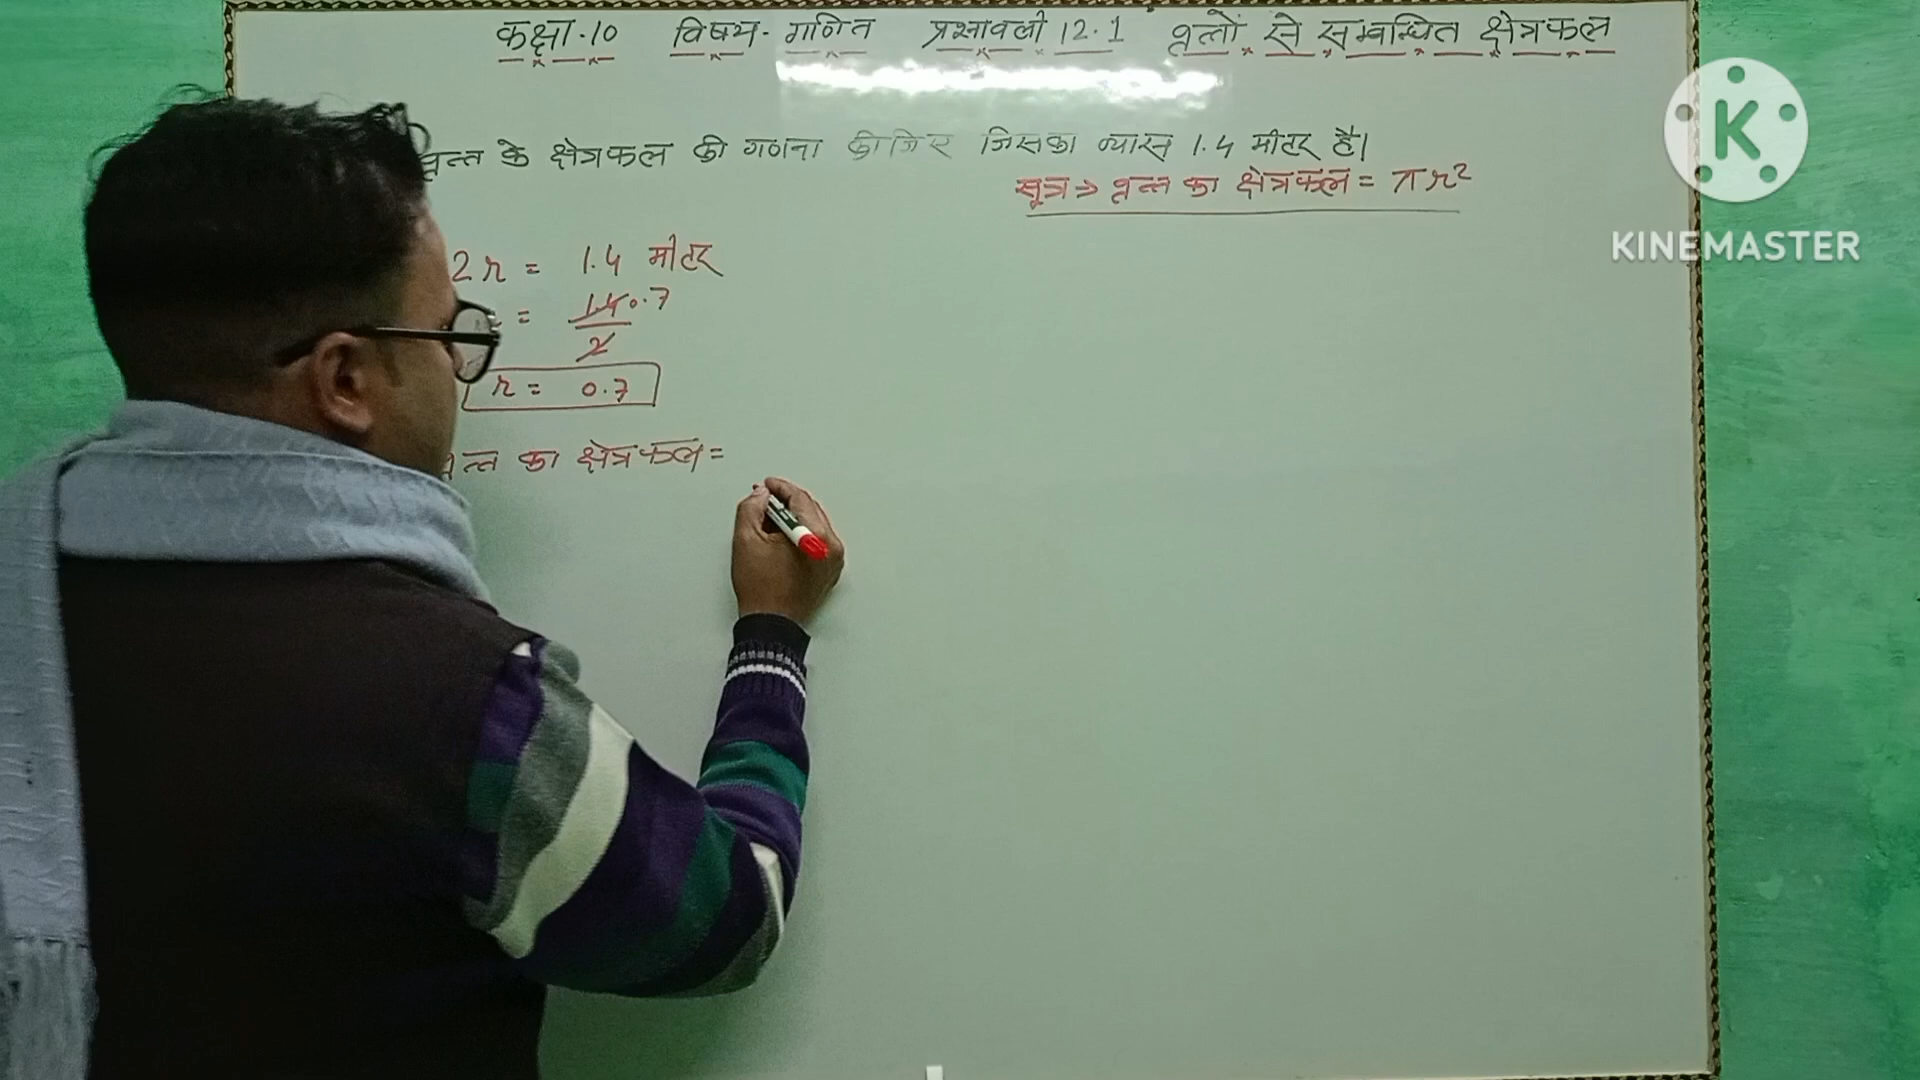 कक्षा-10 विषय- गणित प्रश्नावली 12.1 वृत्तों से सम्बन्धित क्षेत्रफल
वृत्त के क्षेत्रफल की गणना कीजिए जिसका व्यास 1.4 मीटर है।
सूत्र → वृत्त का क्षेत्रफल = πr²
K
KINEMASTER
2r = 1.4 मीटर
= 1.4 0.7
2
r = 0.7
वृत्त का क्षेत्रफल =